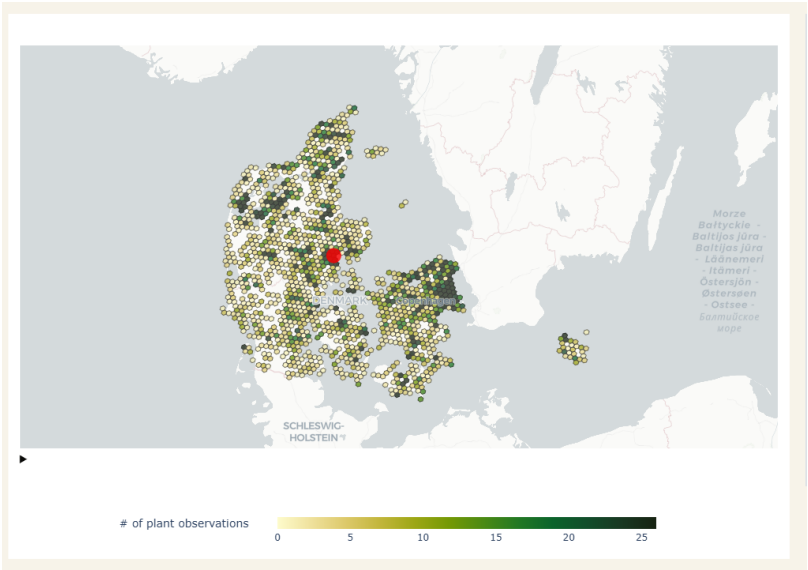 Morze
Bałtyckie -
Baltijos jūra -
Baltijas jūra
- Läänemeri
- Itämeri -
Östersjön -
Østersøen
- Ostsee -
балтийское
море
DENMARK
SCHLESWIG-
HOLSTEIN
# of plant observations
0 5 10 15 20 25